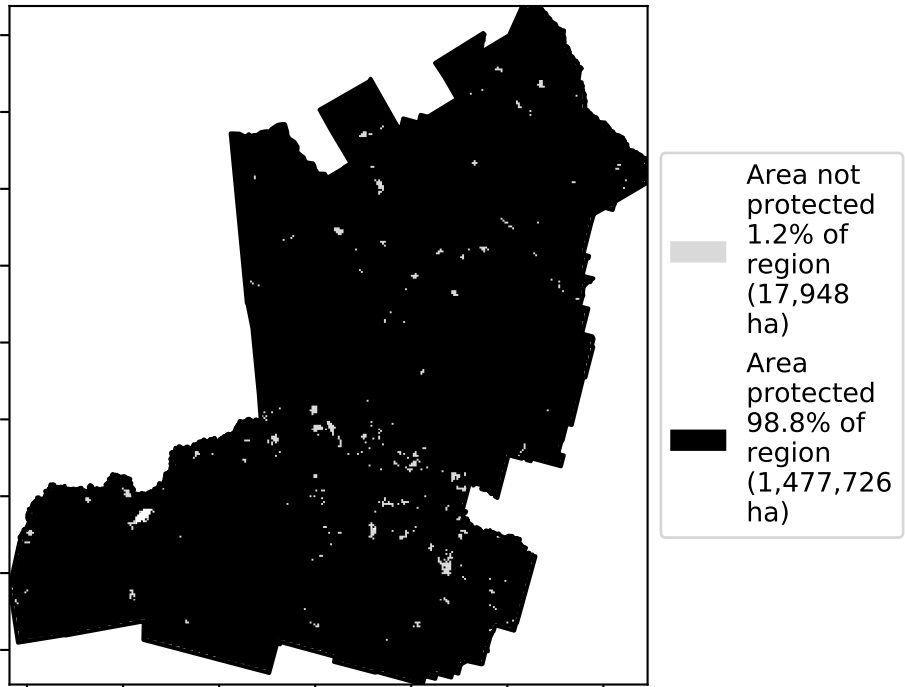 Area not
protected
1.2% of
region
(17,948
ha)
Area
protected
98.8% of
region
(1,477,726
ha)